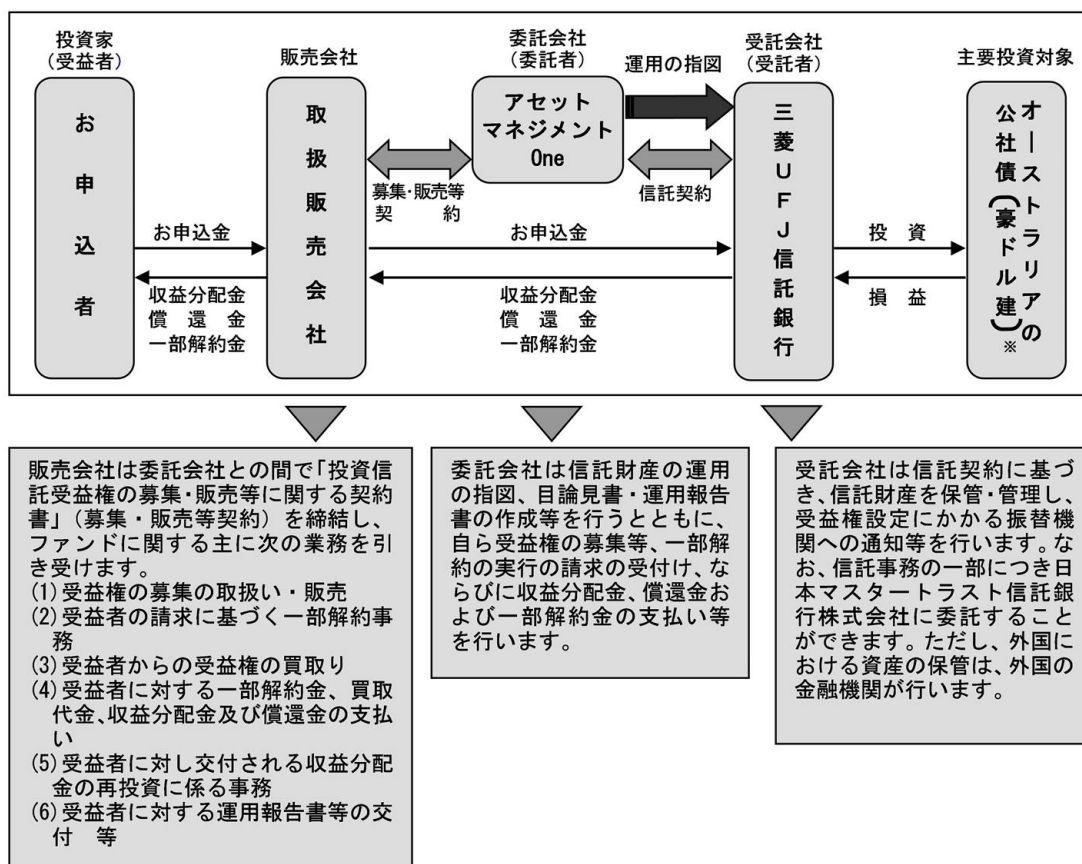 投資家
(受益者)
お申込者
販売会社
取扱販売会社
委託会社
(委託者)
アセット
マネジメント
One
運用の指図
受託会社
(受託者)
三菱UFJ信託銀行
主要投資対象
オーストラリアの
公社債(豪ドル建)※
募集・販売等
契　　約
信託契約
お申込金
収益分配金
償　還　金
一部解約金
お申込金
収益分配金
償　還　金
一部解約金
投　資
損　益
販売会社は委託会社との間で「投資信
託受益権の募集・販売等に関する契約
書」(募集・販売等契約) を締結し、
ファンドに関する主に次の業務を引
き受けます。
(1)受益権の募集の取扱い・販売
(2)受益者の請求に基づく一部解約事
務
(3)受益者からの受益権の買取り
(4)受益者に対する一部解約金、買取
代金、収益分配金及び償還金の支払
い
(5)受益者に対し交付される収益分配
金の再投資に係る事務
(6)受益者に対する運用報告書等の交
付　等
委託会社は信託財産の運用
の指図、目論見書・運用報告
書の作成等を行うとともに、
自ら受益権の募集等、一部解
約の実行の請求の受付け、な
らびに収益分配金、償還金お
よび一部解約金の支払い等
を行います。
受託会社は信託契約に基づ
き、信託財産を保管・管理し、
受益権設定にかかる振替機
関への通知等を行います。な
お、信託事務の一部につき日
本マスタートラスト信託銀
行株式会社に委託すること
ができます。ただし、外国に
おける資産の保管は、外国の
金融機関が行います。